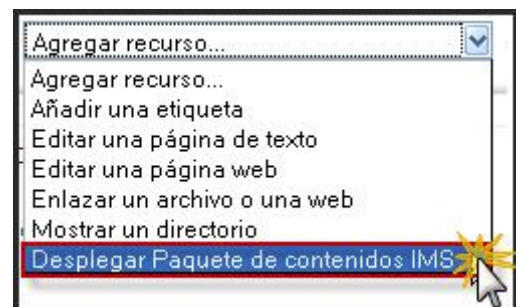 Agregar recurso...
Agregar recurso...
Añadir una etiqueta
Editar una página de texto
Editar una página web
Enlazar un archivo o una web
Mostrar un directorio
Desplegar Paquete de contenidos IMS